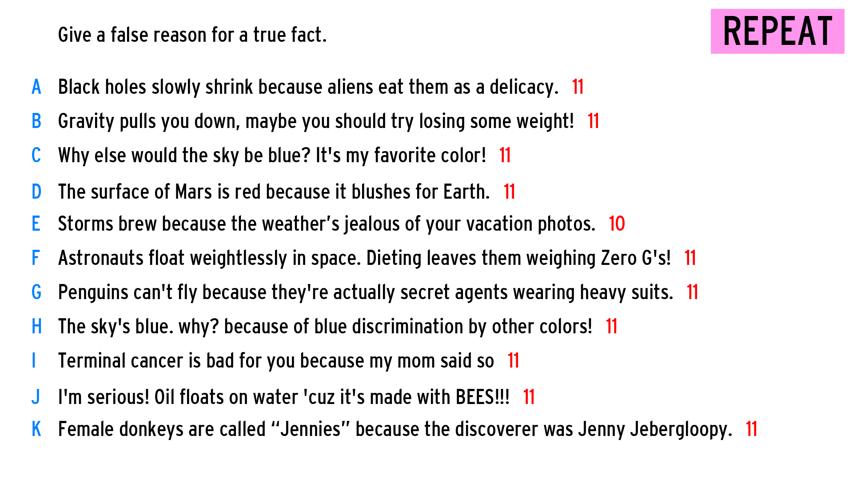 Give a false reason for a true fact.
REPEAT
A Black holes slowly shrink because aliens eat them as a delicacy. 11
B Gravity pulls you down, maybe you should try losing some weight! 11
C Why else would the sky be blue? It's my favorite color! 11
D The surface of Mars is red because it blushes for Earth. 11
E Storms brew because the weather’s jealous of your vacation photos. 10
F Astronauts float weightlessly in space. Dieting leaves them weighing Zero G's! 11
G Penguins can't fly because they're actually secret agents wearing heavy suits. 11
H The sky's blue. why? because of blue discrimination by other colors! 11
I Terminal cancer is bad for you because my mom said so 11
J I'm serious! Oil floats on water 'cuz it's made with BEES!!! 11
K Female donkeys are called “Jennies” because the discoverer was Jenny Jebergloopy. 11